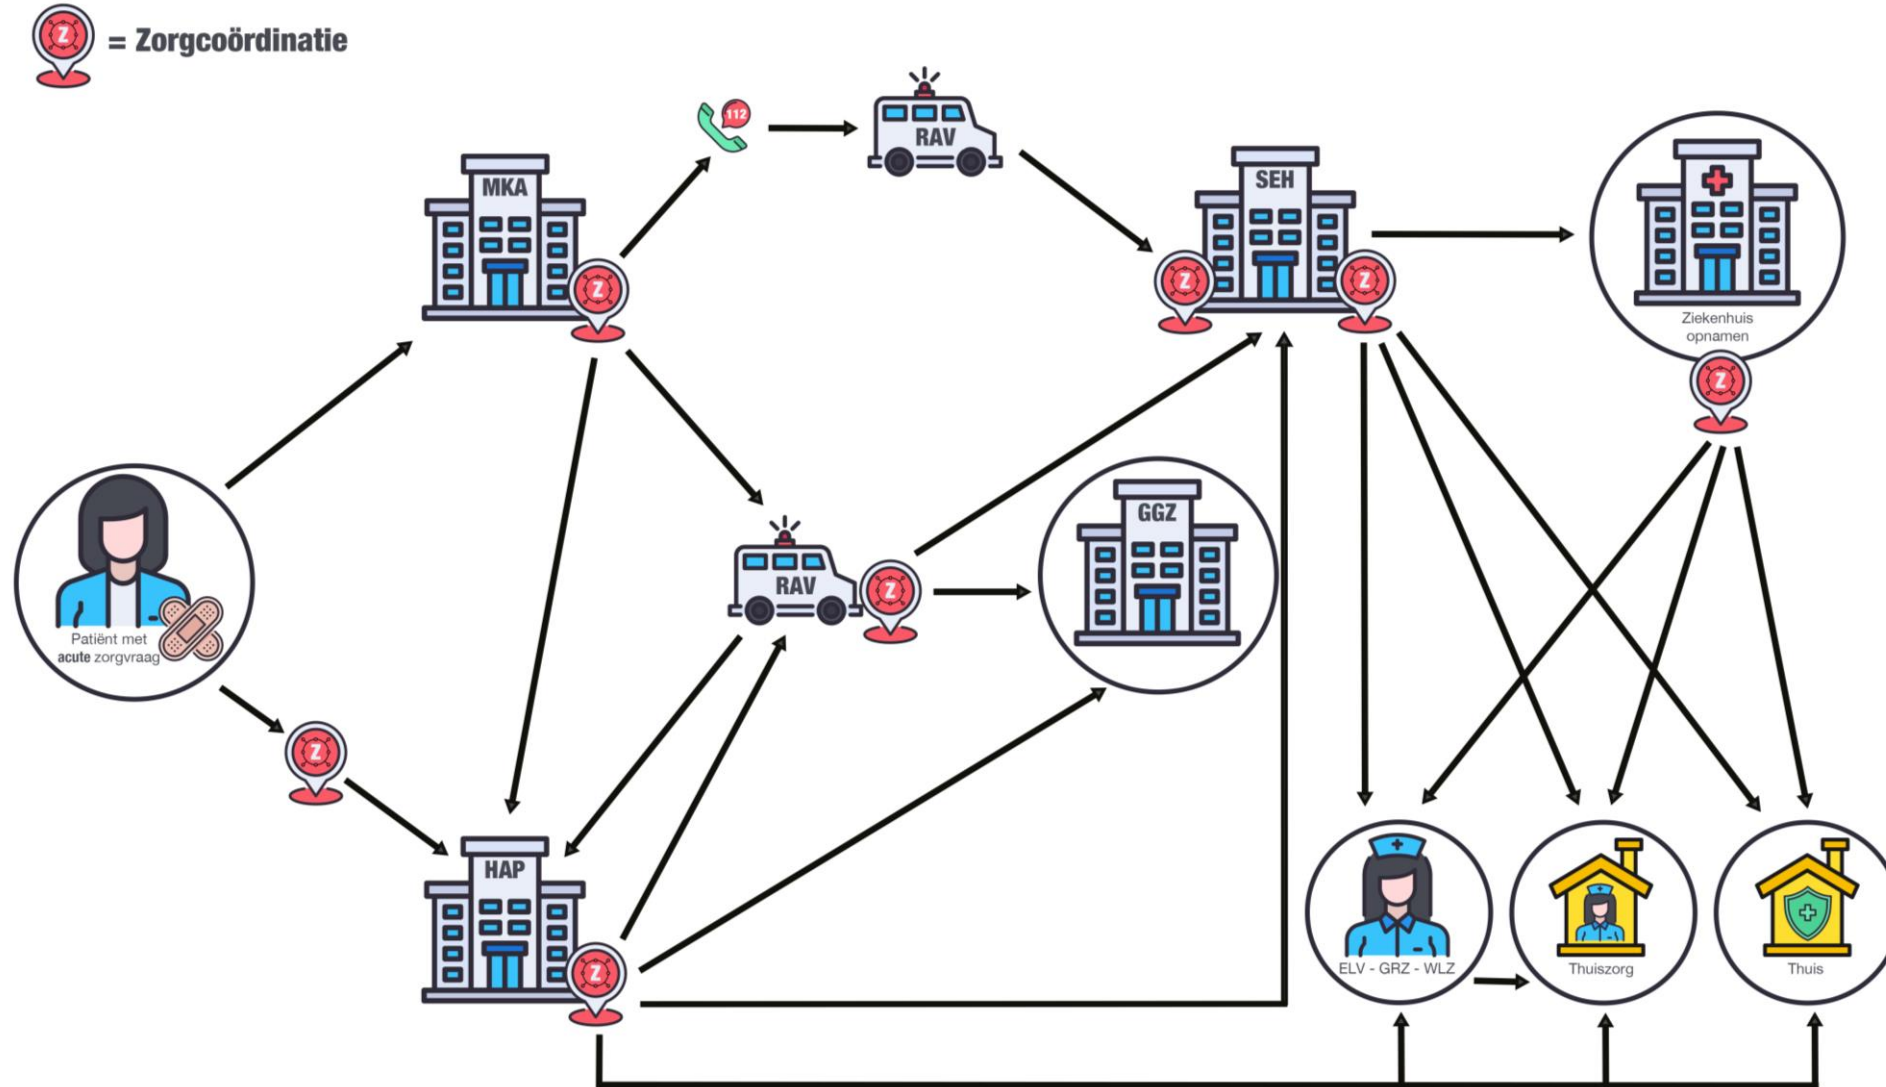 Z
= Zorgcoördinatie
112
RAV
MKA
SEH
Z
Z
Z
Ziekenhuis
opnamen
Z
GGZ
RAV
Z
Patiënt met
acute zorgvraag
Z
HAP
Z
ELV - GRZ - WLZ
Thuiszorg
Thuis